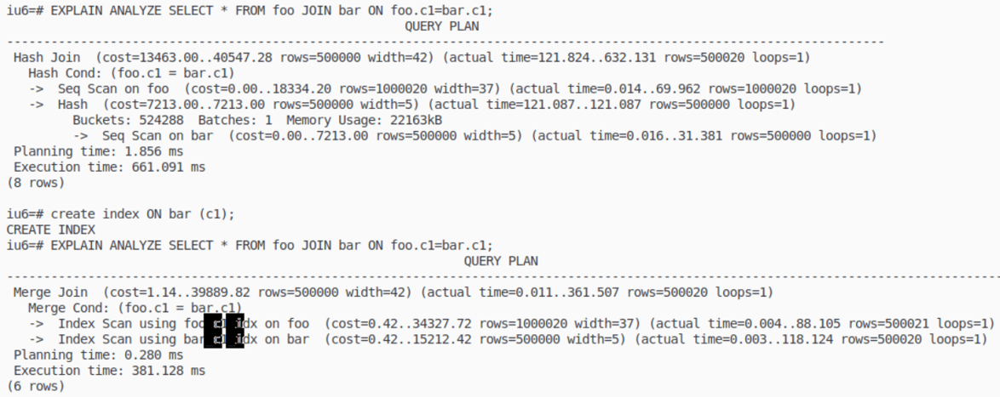 iu6=# EXPLAIN ANALYZE SELECT * FROM foo JOIN bar ON foo.c1=bar.c1;
QUERY PLAN
------------------------------------------------------------------------------------------------------------------------
Hash Join  (cost=13463.00..40547.28 rows=500000 width=42) (actual time=121.824..632.131 rows=500020 loops=1)
Hash Cond: (foo.c1 = bar.c1)
->  Seq Scan on foo  (cost=0.00..18334.20 rows=1000020 width=37) (actual time=0.014..69.962 rows=1000020 loops=1)
->  Hash  (cost=7213.00..7213.00 rows=500000 width=5) (actual time=121.087..121.087 rows=500000 loops=1)
Buckets: 524288  Batches: 1  Memory Usage: 22163kB
->  Seq Scan on bar  (cost=0.00..7213.00 rows=500000 width=5) (actual time=0.016..31.381 rows=500000 loops=1)
Planning time: 1.856 ms
Execution time: 661.091 ms
(8 rows)
iu6=# create index ON bar (c1);
CREATE INDEX
iu6=# EXPLAIN ANALYZE SELECT * FROM foo JOIN bar ON foo.c1=bar.c1;
QUERY PLAN
----------------------------------------------------------------------------------------------------------------------------------------
Merge Join  (cost=1.14..39889.82 rows=500000 width=42) (actual time=0.011..361.507 rows=500020 loops=1)
Merge Cond: (foo.c1 = bar.c1)
->  Index Scan using foo c1 idx on foo  (cost=0.42..34327.72 rows=1000020 width=37) (actual time=0.004..88.105 rows=500021 loops=1)
->  Index Scan using bar c1 idx on bar  (cost=0.42..15212.42 rows=500000 width=5) (actual time=0.003..118.124 rows=500020 loops=1)
Planning time: 0.280 ms
Execution time: 381.128 ms
(6 rows)